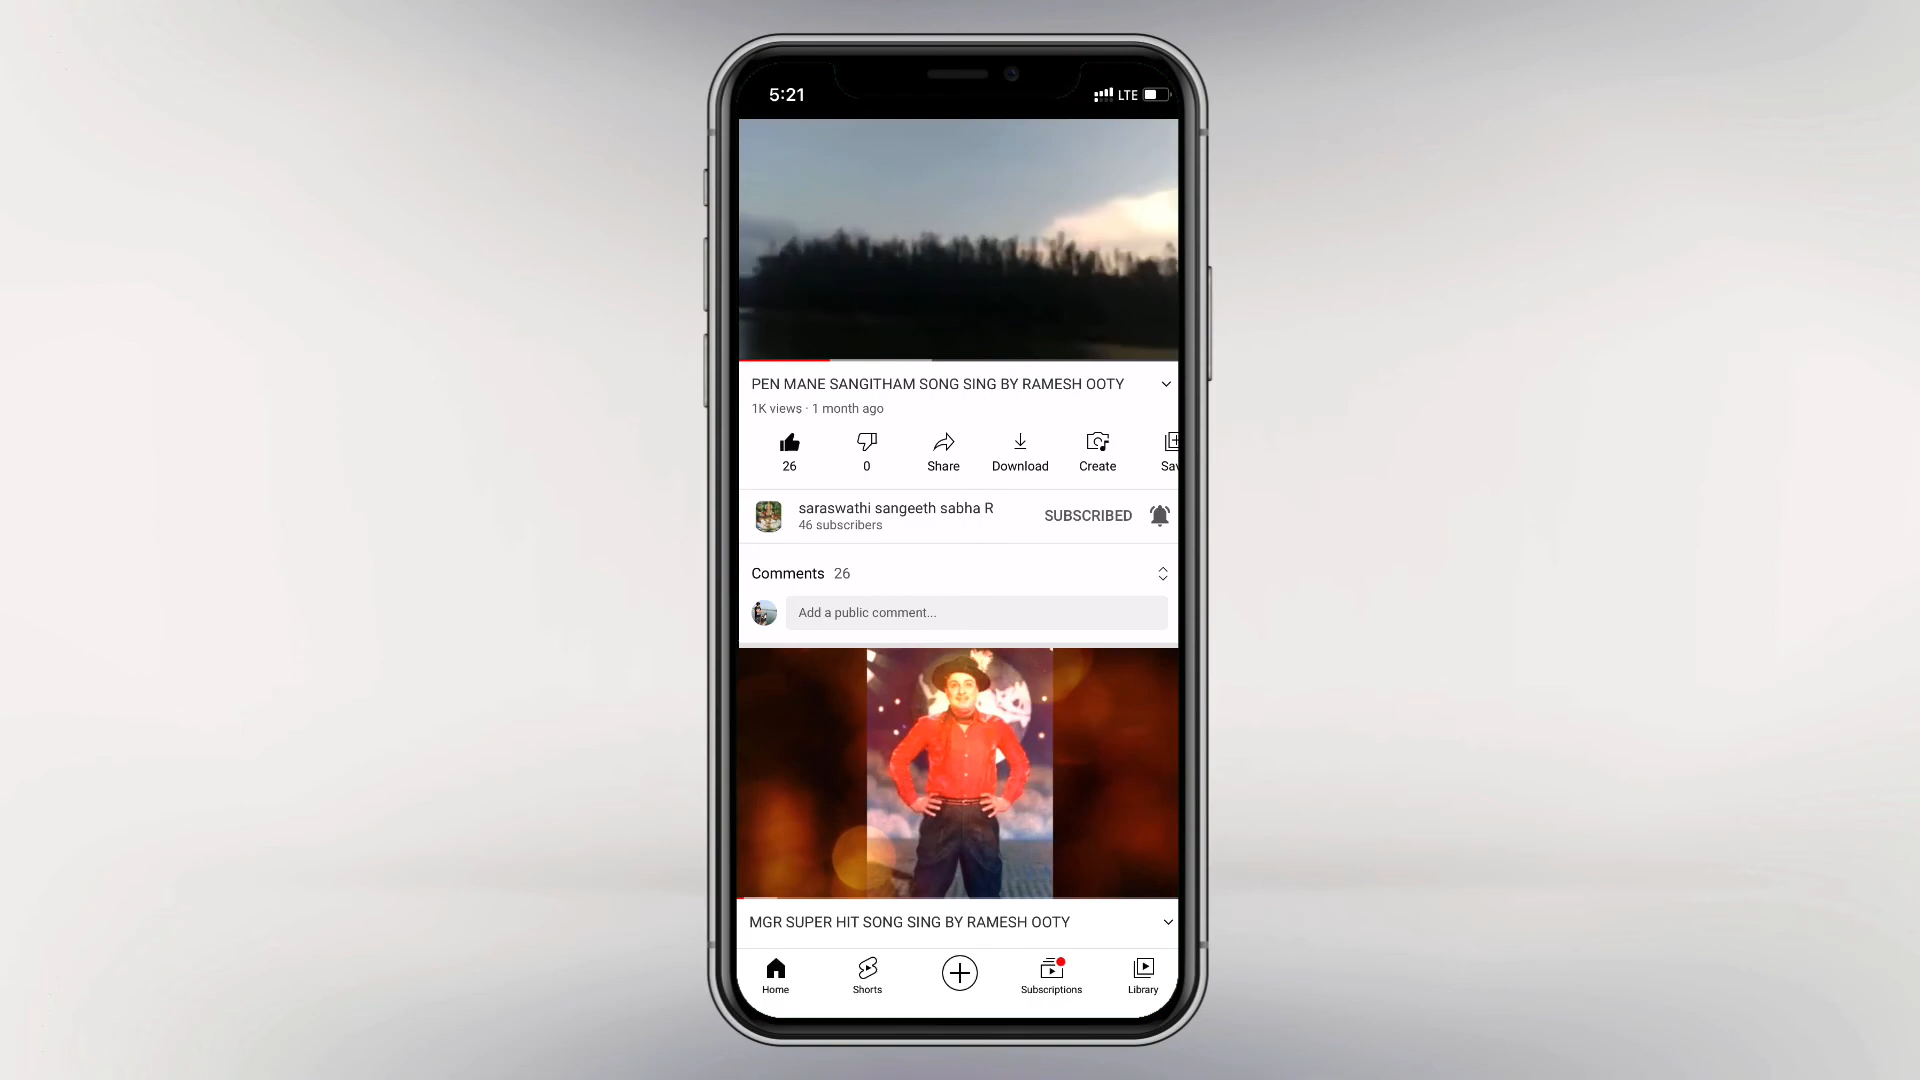 5:21
LTE
PEN MANE SANGITHAM SONG SING BY RAMESH OOTY
1K views · 1 month ago
26
0
Share
Download
Create
Sav
saraswathi sangeeth sabha R
46 subscribers
SUBSCRIBED
Comments 26
Add a public comment...
MGR SUPER HIT SONG SING BY RAMESH OOTY
Home
Shorts
Subscriptions
Library